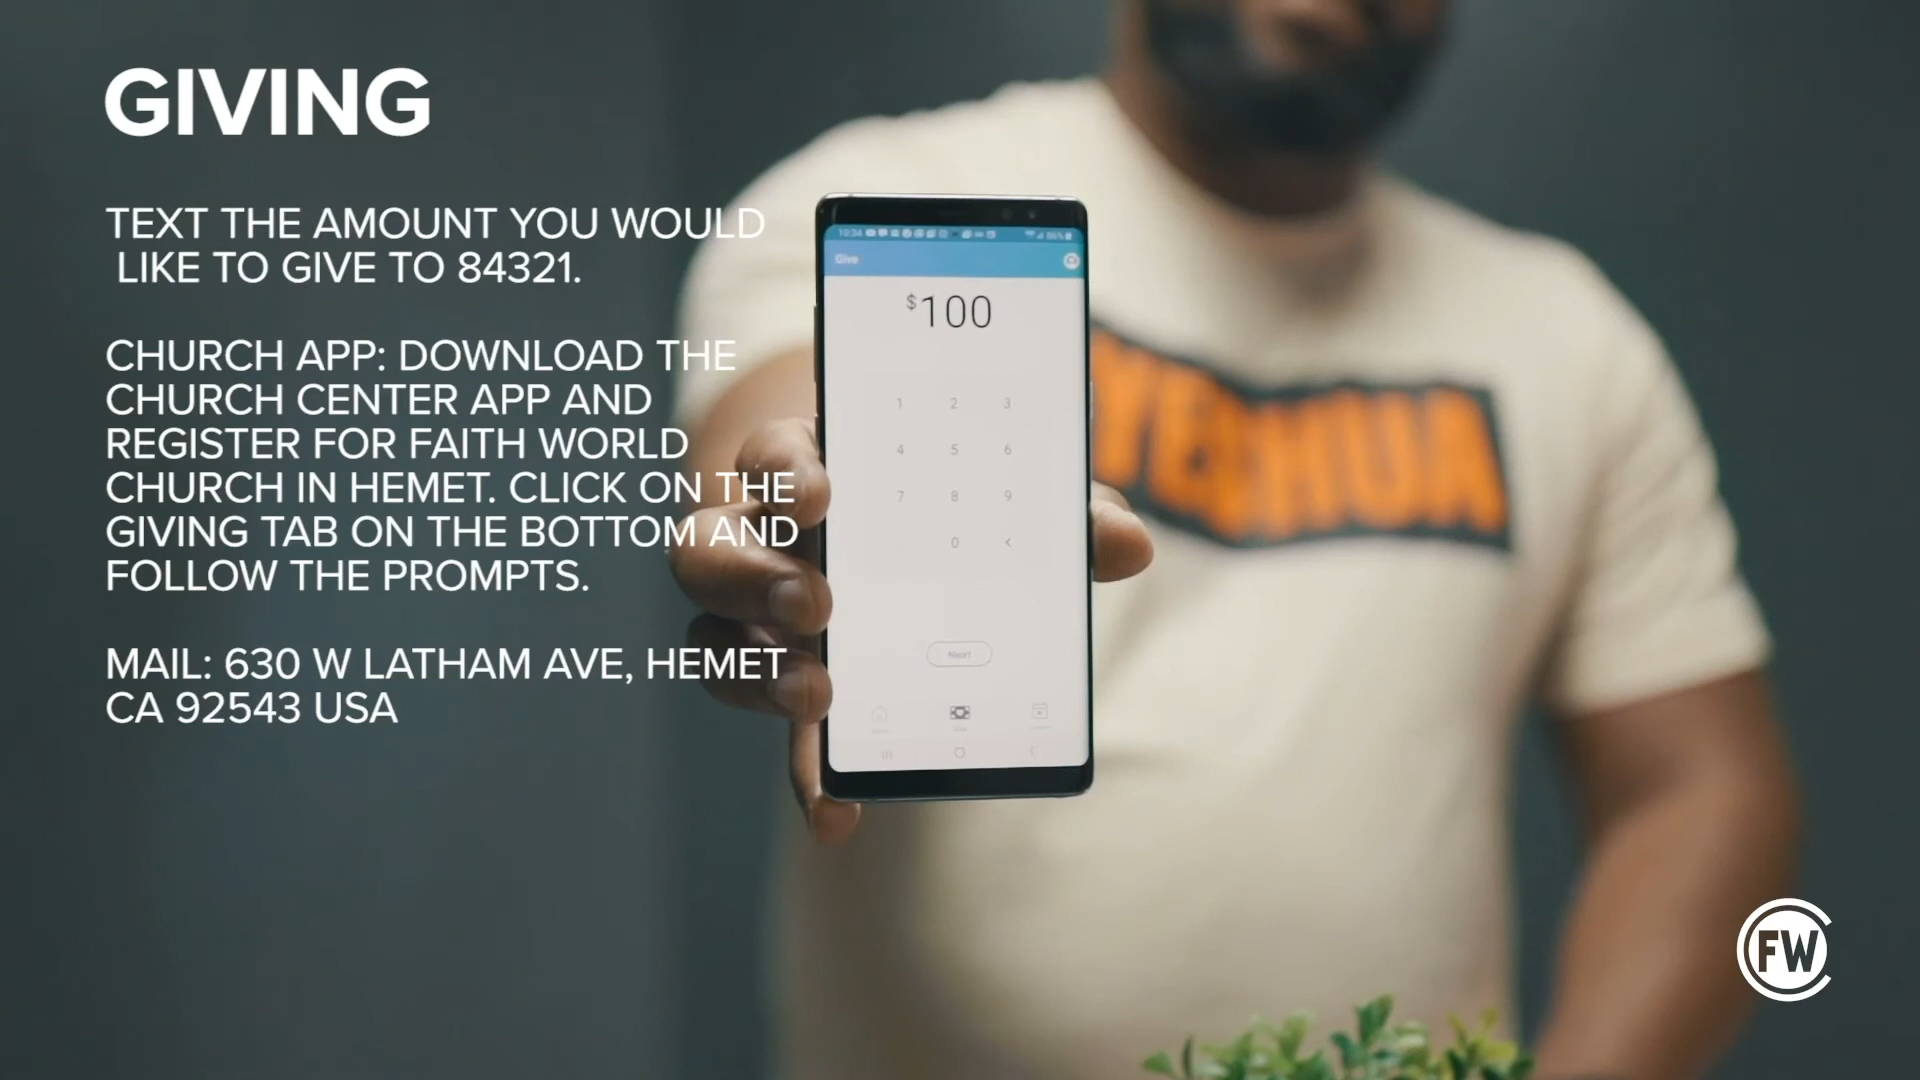 GIVING
TEXT THE AMOUNT YOU WOULD
LIKE TO GIVE TO 84321.
CHURCH APP: DOWNLOAD THE
CHURCH CENTER APP AND
REGISTER FOR FAITH WORLD
CHURCH IN HEMET. CLICK ON THE
GIVING TAB ON THE BOTTOM AND
FOLLOW THE PROMPTS.
MAIL: 630 W LATHAM AVE, HEMET
CA 92543 USA
10:34 86%
Give
$100
1 2 3
4 5 6
7 8 9
0 <
Next
FW